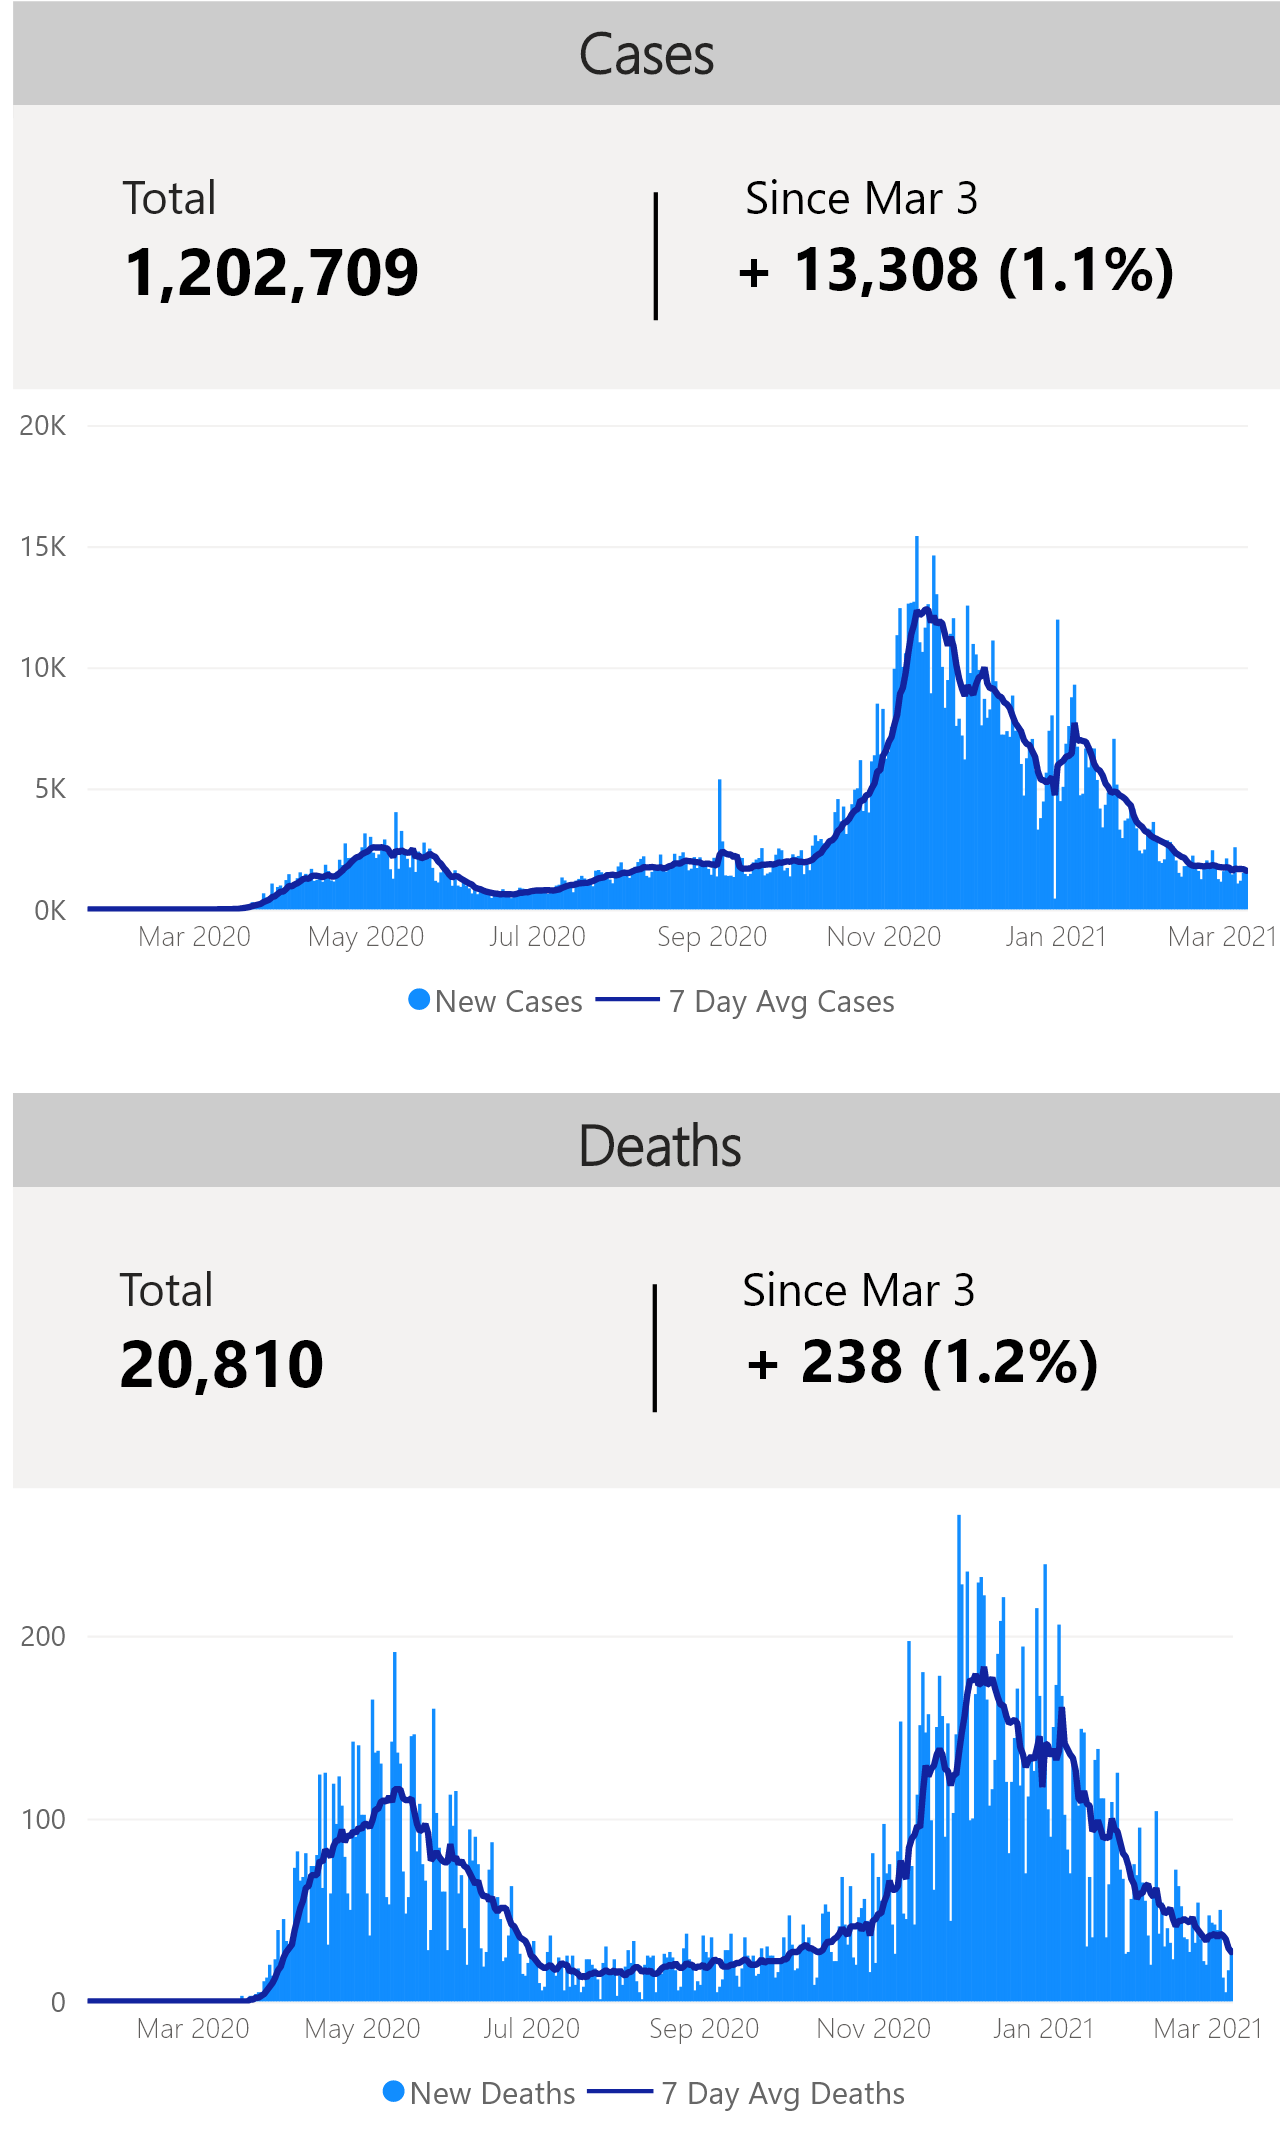 Cases
Total
Since Mar 3
1,202,709
+ 13,308 (1.1%)
20K
15K
10K
5K
0K
Mar 2020 May 2020 Jul 2020 Sep 2020 Nov 2020 Jan 2021 Mar 2021
New Cases 7 Day Avg Cases
Deaths
Total
Since Mar 3
20,810
+ 238 (1.2%)
200
100
0
Mar 2020 May 2020 Jul 2020 Sep 2020 Nov 2020 Jan 2021 Mar 2021
New Deaths 7 Day Avg Deaths